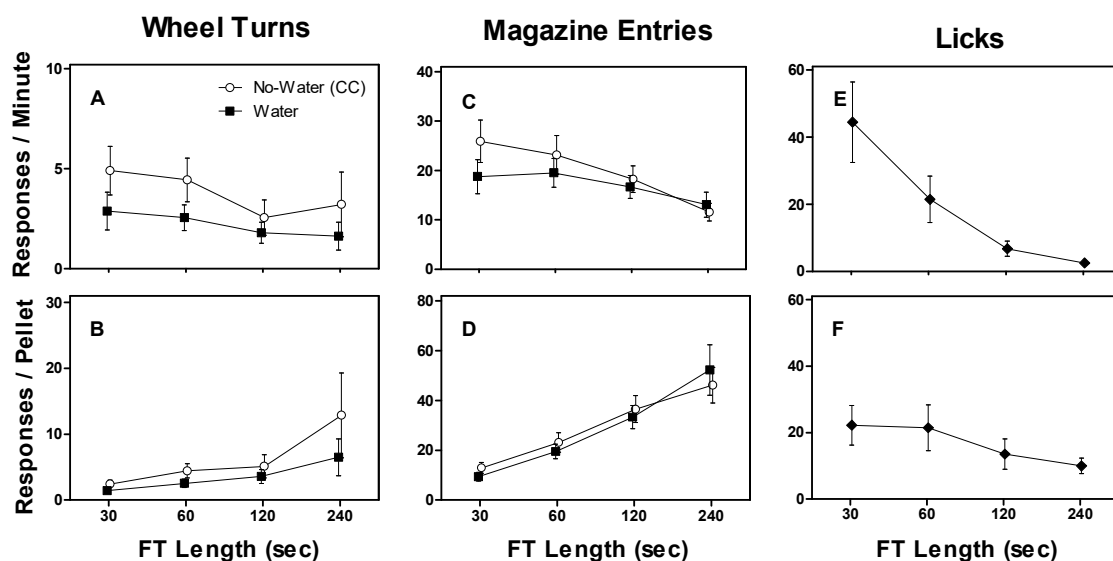 Wheel Turns
Magazine Entries
Licks
Responses / Minute
10
5
0
A
No-Water (CC)
Water
40
30
20
10
0
C
60
40
20
0
E
Responses / Pellet
30
20
10
0
B
30
60
120
240
FT Length (sec)
80
60
40
20
0
D
30
60
120
240
FT Length (sec)
60
40
20
0
F
30
60
120
240
FT Length (sec)